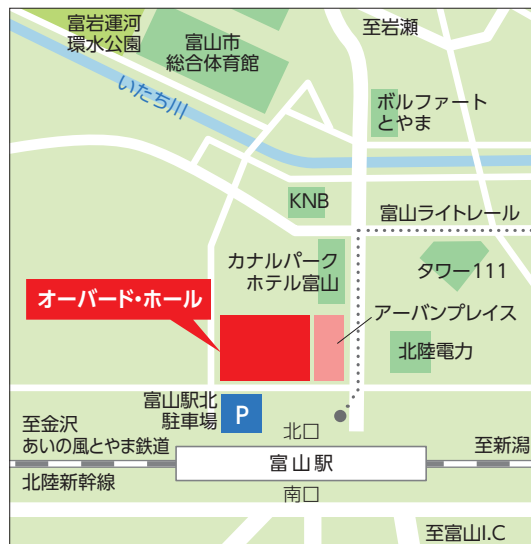 富岩運河
環水公園
富山市
総合体育館
至岩瀬
いたち川
ボルファート
とやま
KNB
富山ライトレール
カナルパーク
ホテル富山
タワー111
オーバード・ホール
アーバンプレイス
北陸電力
富山駅北
駐車場
P
至金沢
あいの風とやま鉄道
北口
至新潟
富山駅
北陸新幹線
南口
至富山I.C